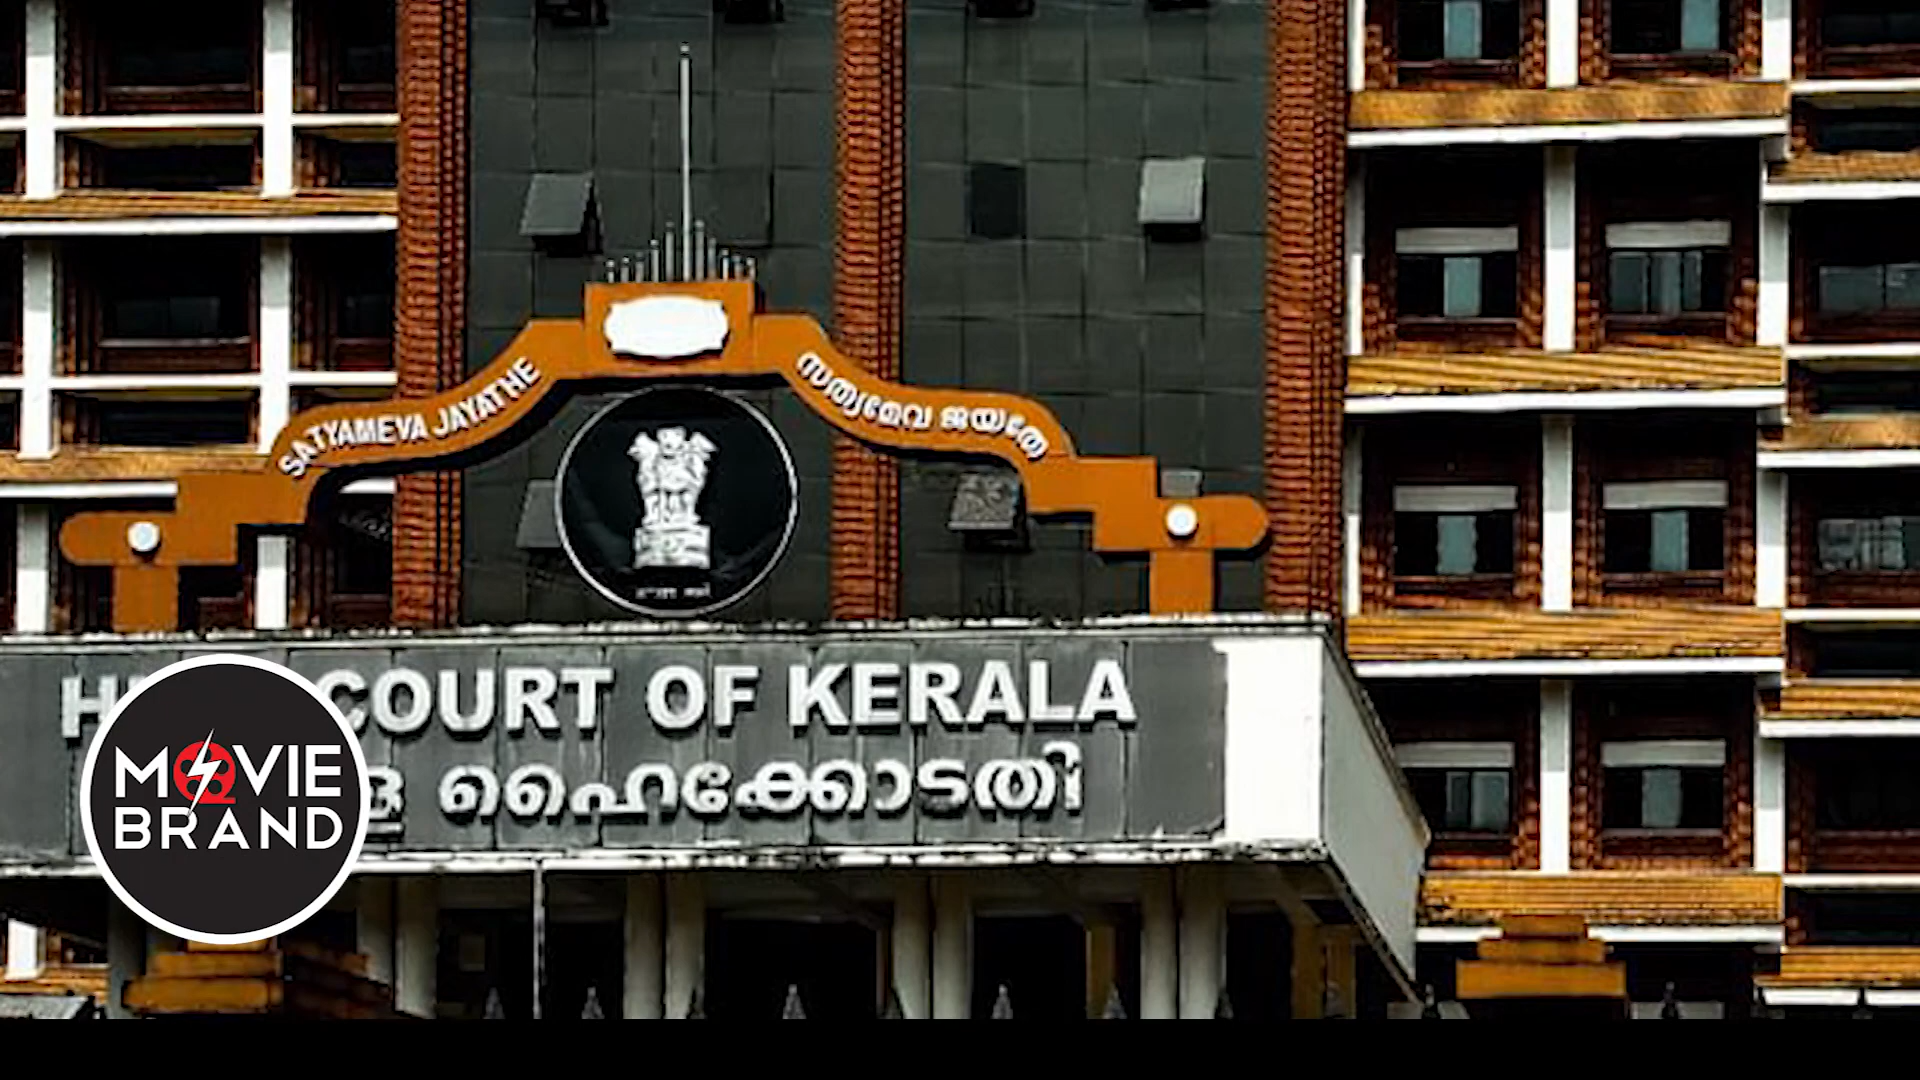 SATYAMEVA JAYATHE
സത്യമേവ ജയതേ
COURT OF KERALA
ഹൈക്കോടതി
MOVIE
BRAND